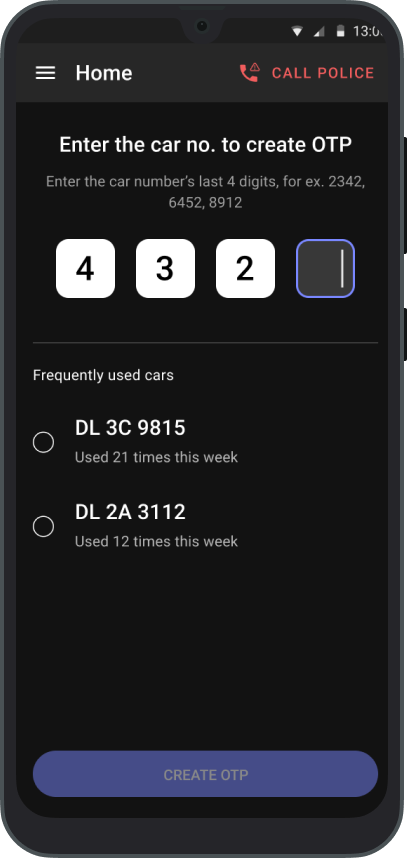 13:0
Home
CALL POLICE
Enter the car no. to create OTP
Enter the car number's last 4 digits, for ex. 2342,
6452, 8912
4 3 2
Frequently used cars
DL 3C 9815
Used 21 times this week
DL 2A 3112
Used 12 times this week
CREATE OTP